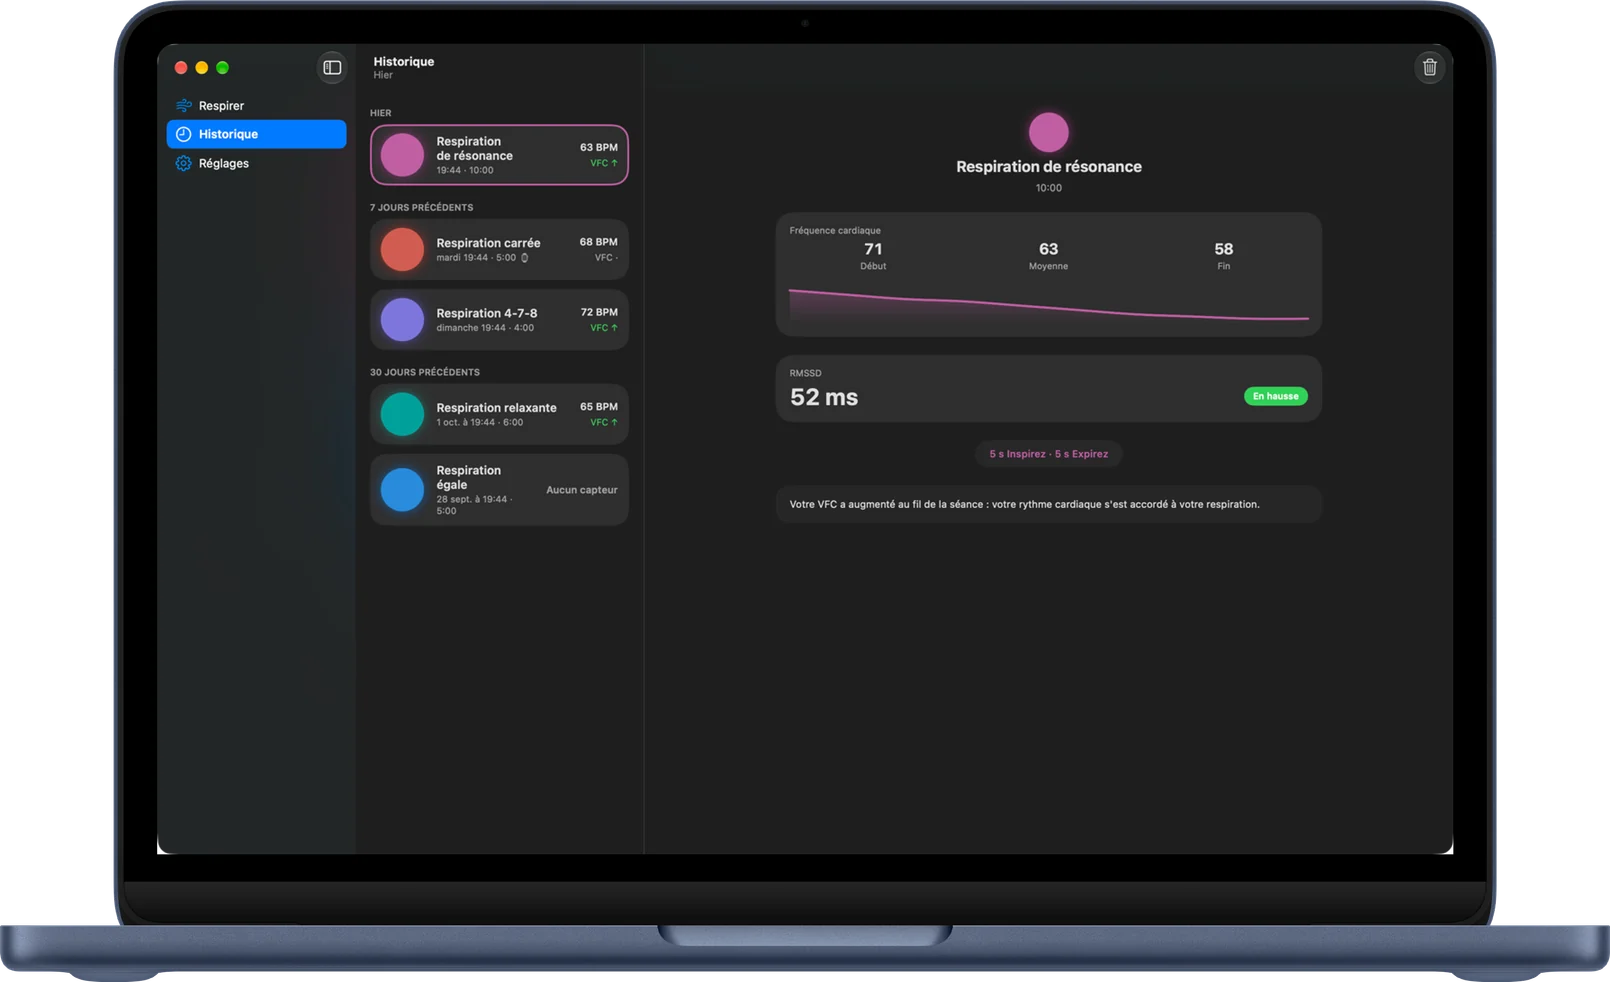 Respirer
Historique
Réglages
Historique
Hier
HIER
Respiration
de résonance
19:44 · 10:00
63 BPM
VFC ↑
7 JOURS PRÉCÉDENTS
Respiration carrée
mardi 19:44 · 5:00
68 BPM
VFC ·
Respiration 4-7-8
dimanche 19:44 · 4:00
72 BPM
VFC ↑
30 JOURS PRÉCÉDENTS
Respiration relaxante
1 oct. à 19:44 · 6:00
65 BPM
VFC ↑
Respiration
égale
28 sept. à 19:44 ·
5:00
Aucun capteur
Respiration de résonance
10:00
Fréquence cardiaque
71
Début
63
Moyenne
58
Fin
RMSSD
52 ms
En hausse
5 s Inspirez · 5 s Expirez
Votre VFC a augmenté au fil de la séance : votre rythme cardiaque s'est accordé à votre respiration.